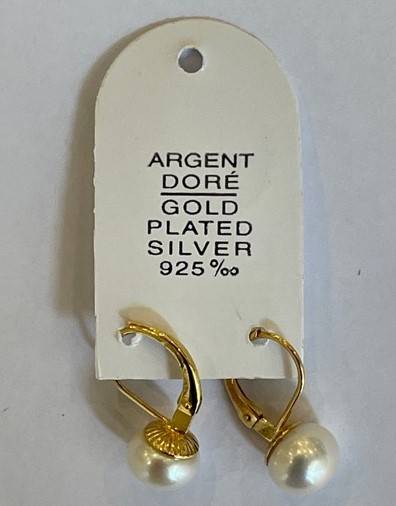 ARGENT
DORÉ
GOLD
PLATED
SILVER
925‰